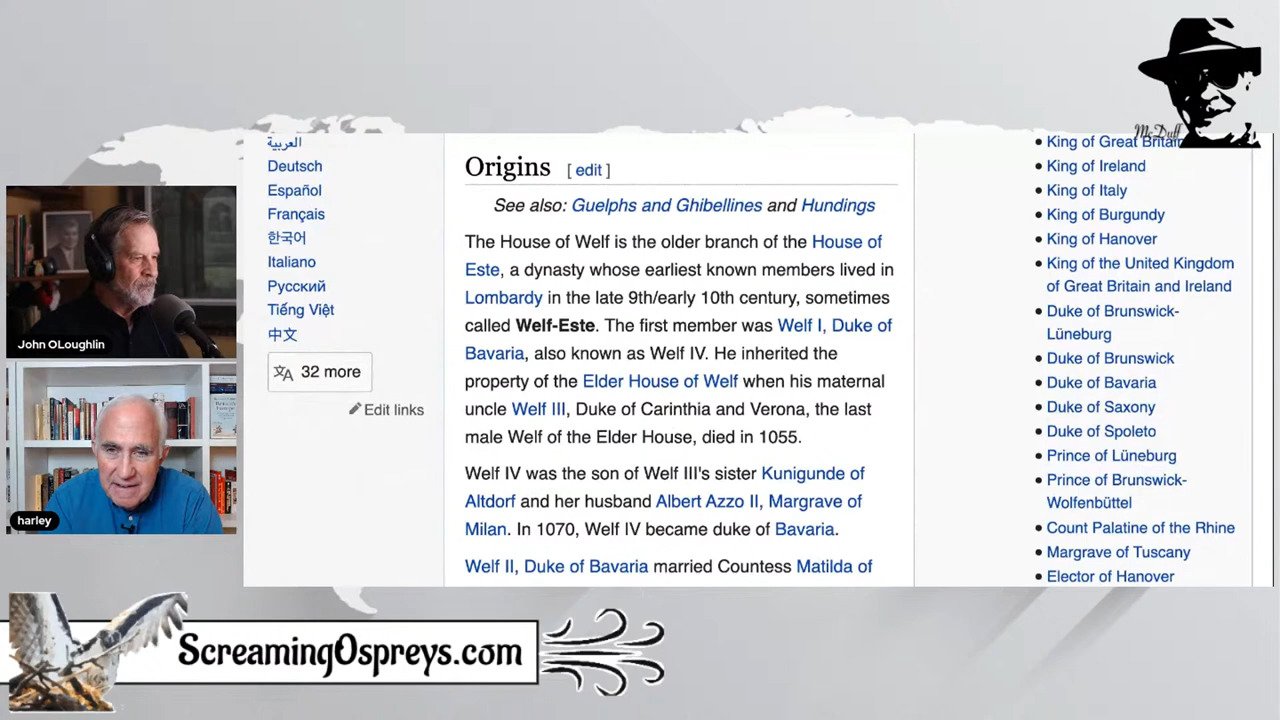 McDuff
العربية
Deutsch
Español
Français
한국어
Italiano
Русский
Tiếng Việt
中文
32 more
Edit links
Origins [ edit ]
See also: Guelphs and Ghibellines and Hundings
The House of Welf is the older branch of the House of
Este, a dynasty whose earliest known members lived in
Lombardy in the late 9th/early 10th century, sometimes
called Welf-Este. The first member was Welf I, Duke of
Bavaria, also known as Welf IV. He inherited the
property of the Elder House of Welf when his maternal
uncle Welf III, Duke of Carinthia and Verona, the last
male Welf of the Elder House, died in 1055.
Welf IV was the son of Welf III's sister Kunigunde of
Altdorf and her husband Albert Azzo II, Margrave of
Milan. In 1070, Welf IV became duke of Bavaria.
Welf II, Duke of Bavaria married Countess Matilda of
King of Great Britain
King of Ireland
King of Italy
King of Burgundy
King of Hanover
King of the United Kingdom
of Great Britain and Ireland
Duke of Brunswick-
Lüneburg
Duke of Brunswick
Duke of Bavaria
Duke of Saxony
Duke of Spoleto
Prince of Lüneburg
Prince of Brunswick-
Wolfenbüttel
Count Palatine of the Rhine
Margrave of Tuscany
Elector of Hanover
John OLoughlin
harley
ScreamingOspreys.com